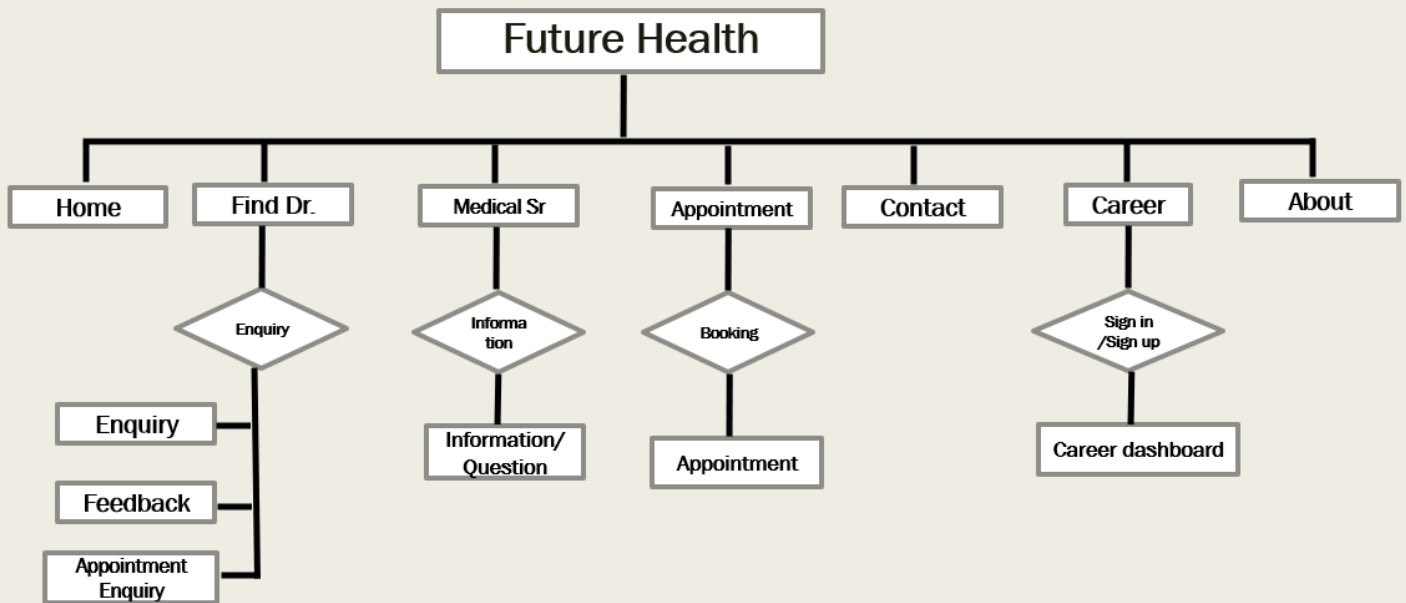 Future Health
Home
Find Dr.
Medical Sr
Appointment
Contact
Career
About
Enquiry
Informa
tion
Booking
Sign in
/Sign up
Enquiry
Feedback
Appointment
Enquiry
Information/
Question
Appointment
Career dashboard